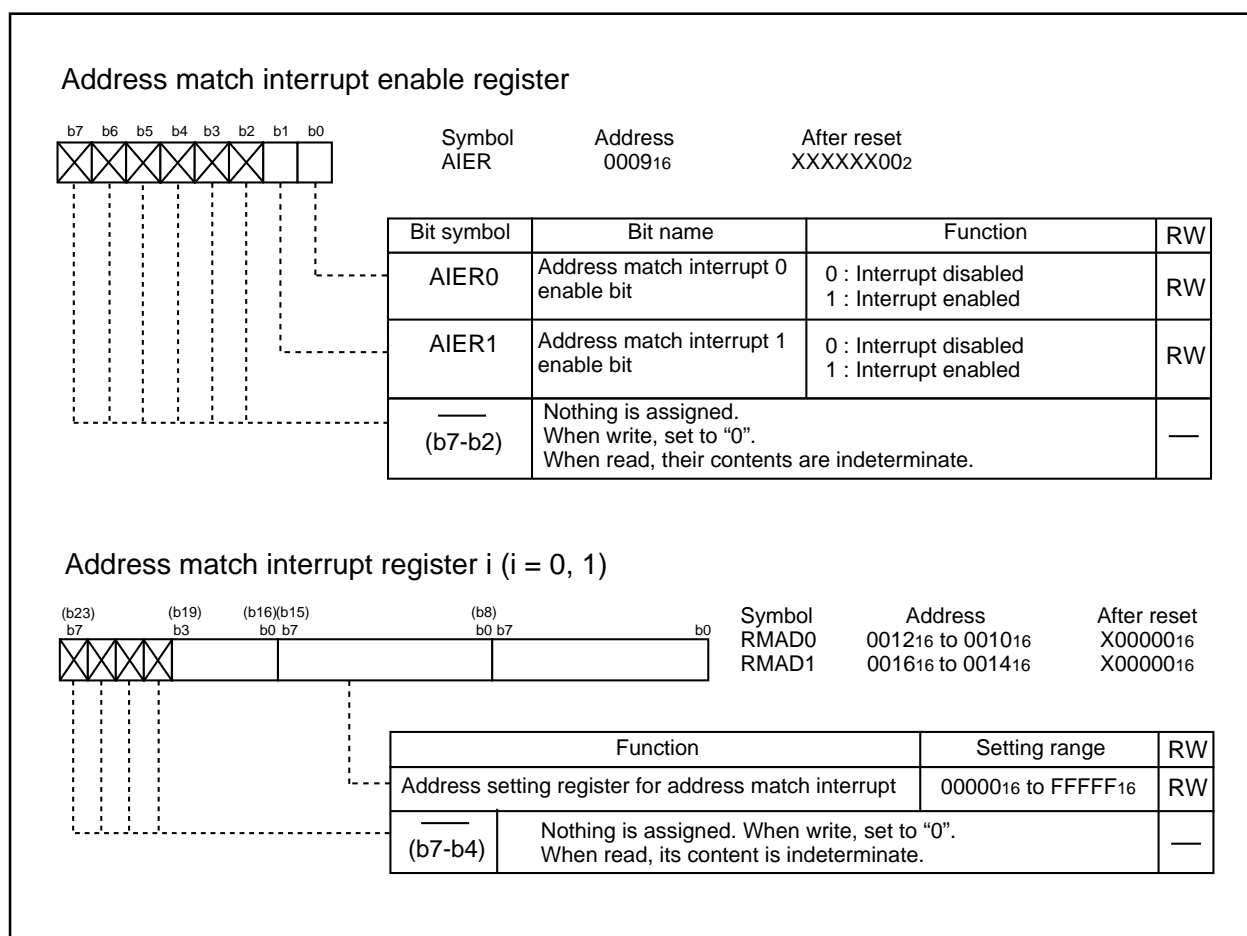 Address match interrupt enable register
b7 b6 b5 b4 b3 b2 b1 b0
Symbol Address After reset
AIER 000916 XXXXXX002
Bit symbol Bit name Function RW
AIER0 Address match interrupt 0 enable bit 0 : Interrupt disabled 1 : Interrupt enabled RW
AIER1 Address match interrupt 1 enable bit 0 : Interrupt disabled 1 : Interrupt enabled RW
(b7-b2)
Nothing is assigned.
When write, set to “0”.
When read, their contents are indeterminate.
—
Address match interrupt register i (i = 0, 1)
(b23) (b19) (b16)(b15) (b8)
b7 b3 b0 b7 b0 b7 b0
Symbol Address After reset
RMAD0 001216 to 001016 X0000016
RMAD1 001616 to 001416 X0000016
Function Setting range RW
Address setting register for address match interrupt 0000016 to FFFFF16 RW
(b7-b4)
Nothing is assigned. When write, set to “0”.
When read, its content is indeterminate.
—